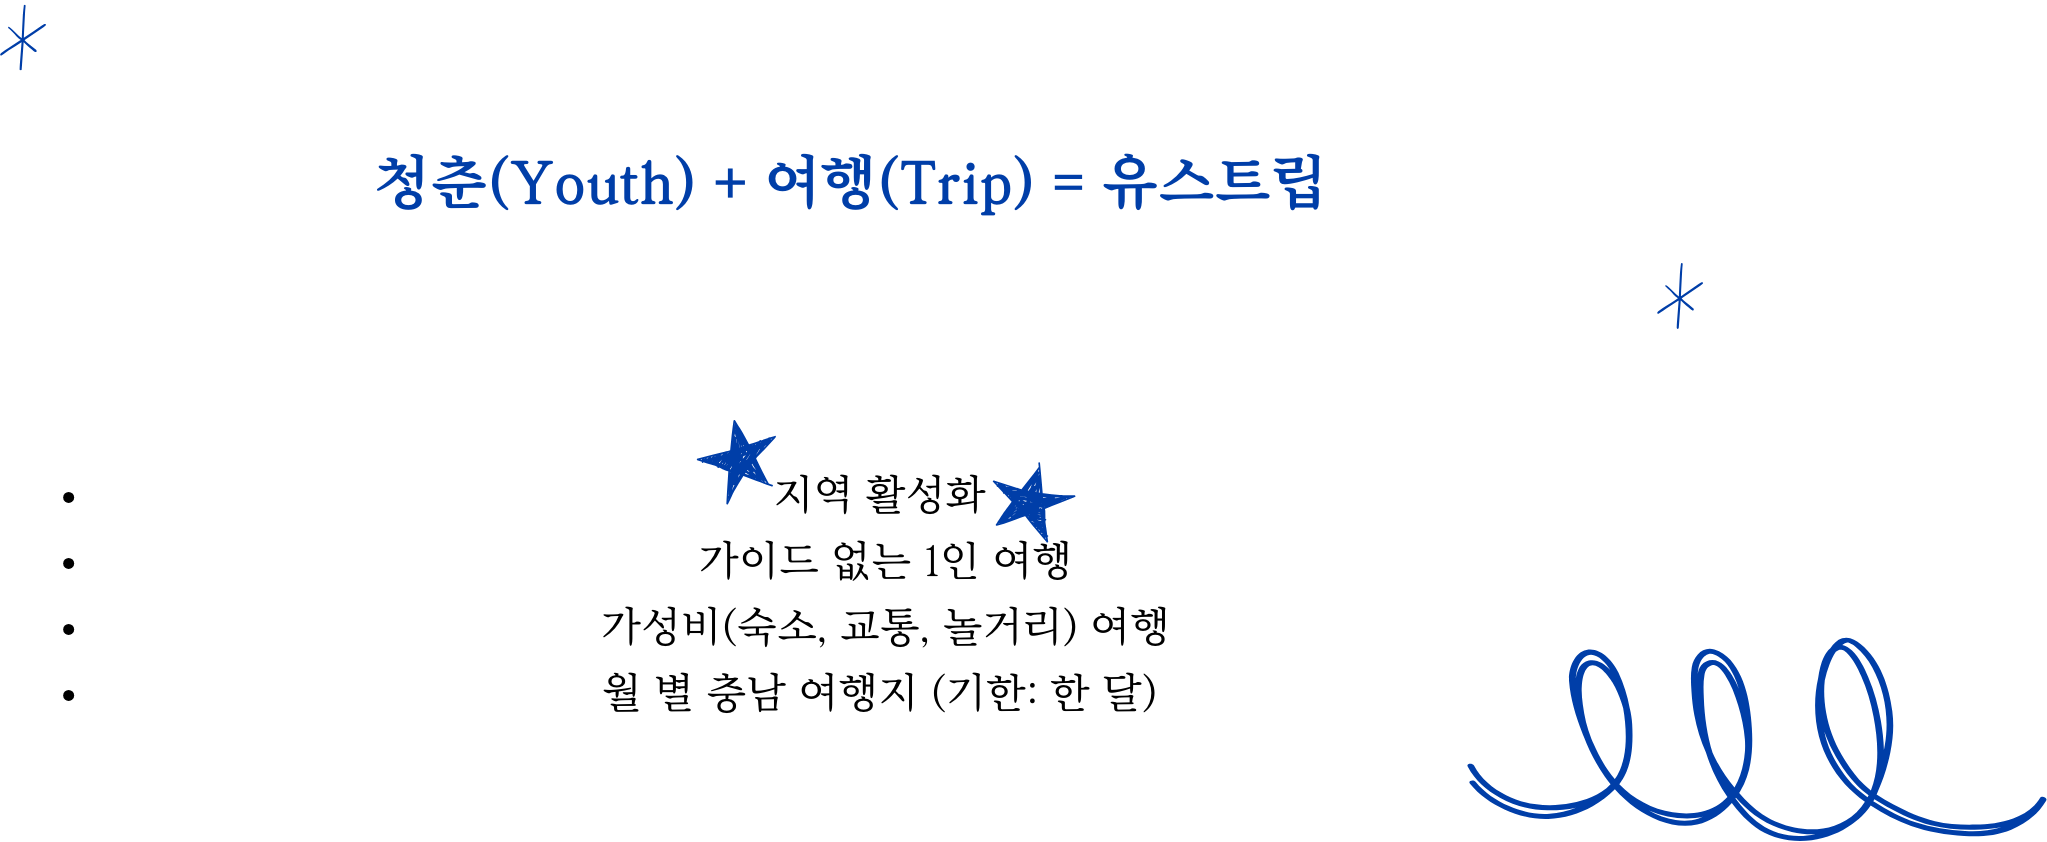 청춘(Youth) + 여행(Trip) = 유스트립
• 지역 활성화
• 가이드 없는 1인 여행
• 가성비(숙소, 교통, 놀거리) 여행
• 월 별 충남 여행지 (기한: 한 달)